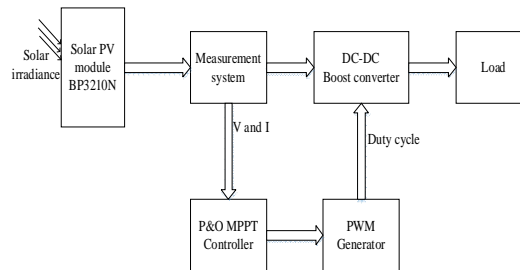 Solar
irradiance
Solar PV
module
BP3210N
Measurement
system
DC-DC
Boost converter
Load
V and I
Duty cycle
P&O MPPT
Controller
PWM
Generator